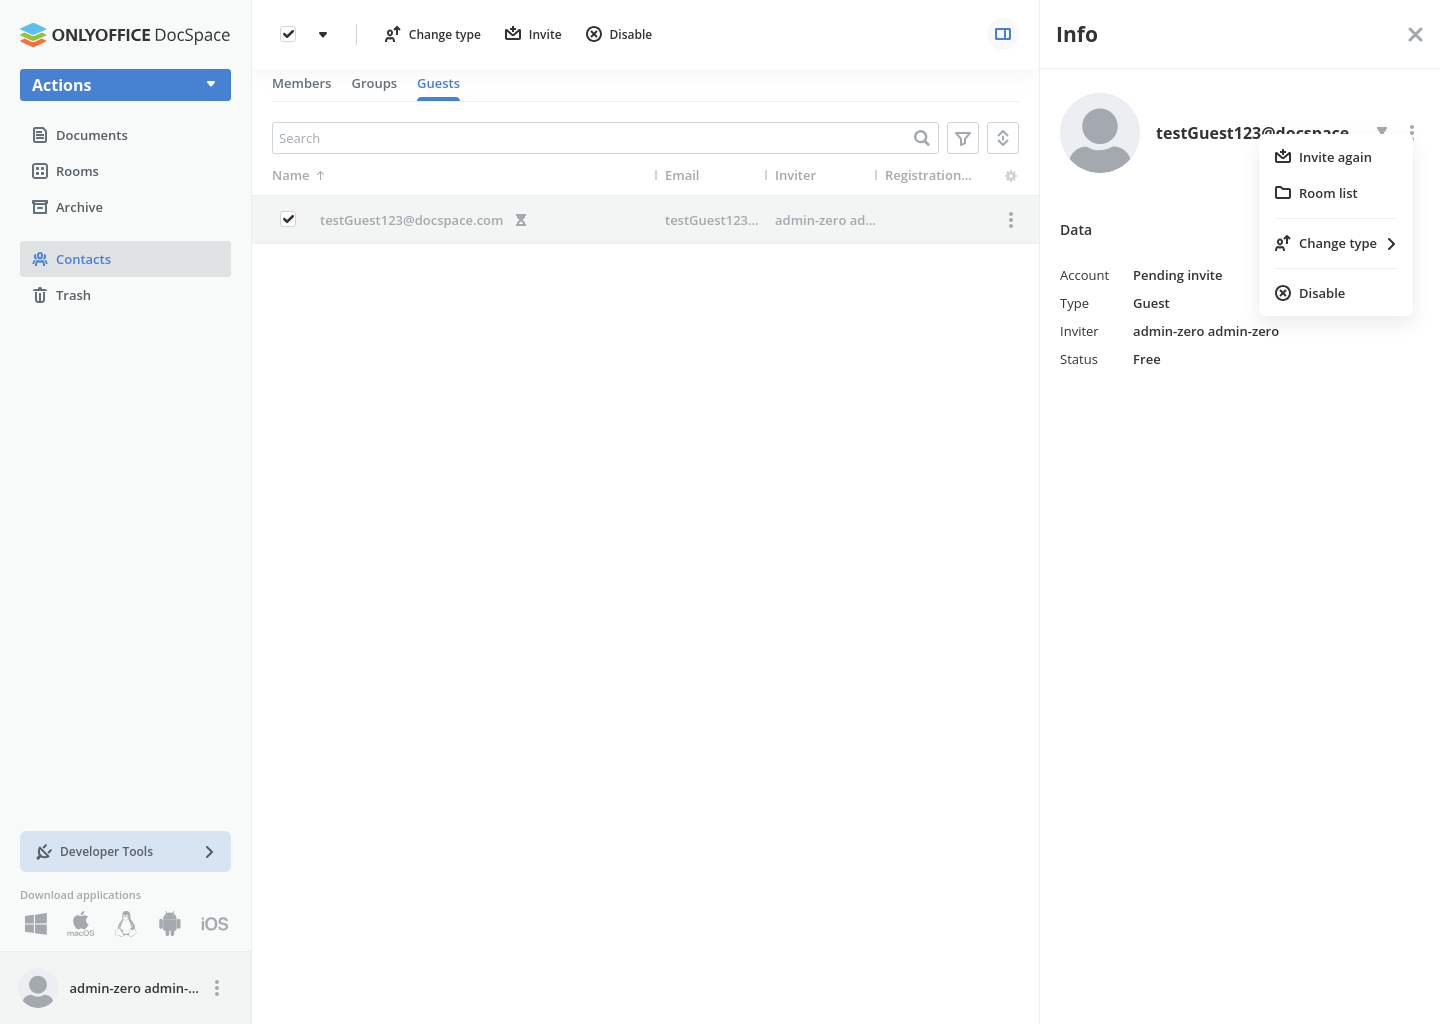 ONLYOFFICE DocSpace
Actions
Documents
Rooms
Archive
Contacts
Trash
Developer Tools
Download applications
macOS
iOS
admin-zero admin-...
Change type
Invite
Disable
Members
Groups
Guests
Search
Name
Email
Inviter
Registration...
testGuest123@docspace.com
testGuest123...
admin-zero ad...
Info
testGuest123@docspace
Invite again
Room list
Change type
Disable
Data
Account Pending invite
Type Guest
Inviter admin-zero admin-zero
Status Free